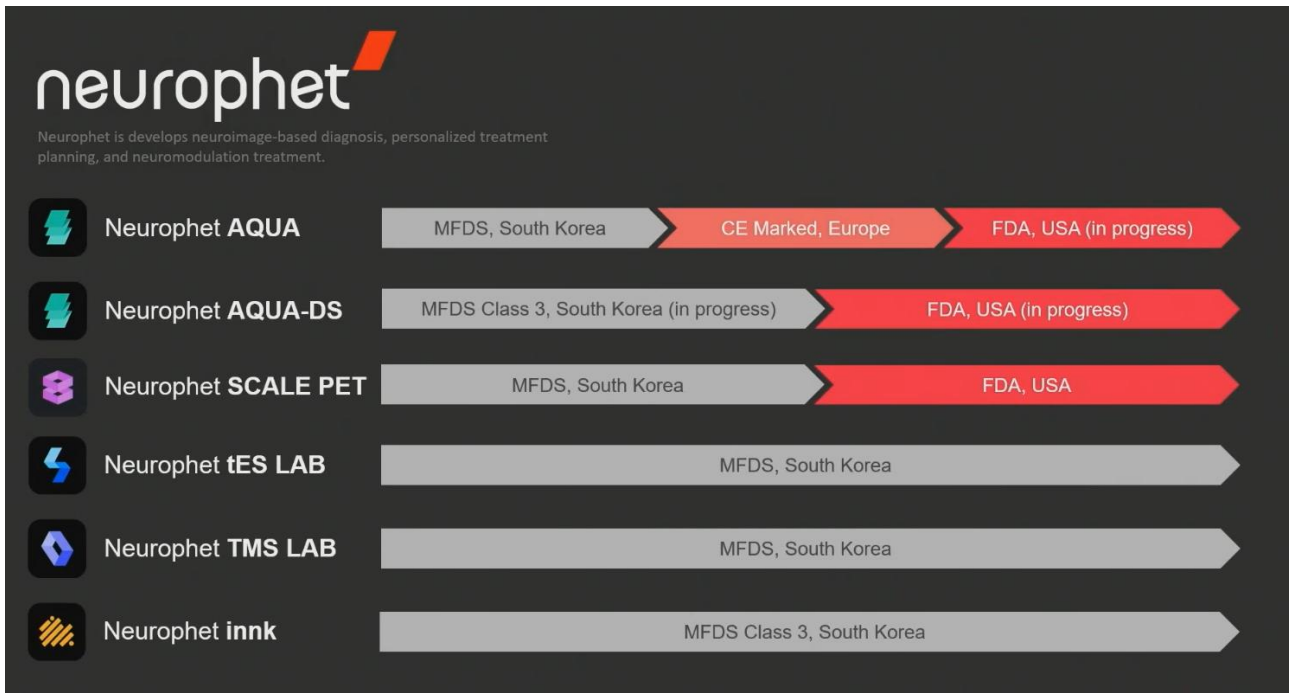 neurophet
Neurophet is develops neuroimage-based diagnosis, personalized treatment
planning, and neuromodulation treatment.
Neurophet AQUA
MFDS, South Korea
CE Marked, Europe
FDA, USA (in progress)
Neurophet AQUA-DS
MFDS Class 3, South Korea (in progress)
FDA, USA (in progress)
Neurophet SCALE PET
MFDS, South Korea
FDA, USA
Neurophet tES LAB
MFDS, South Korea
Neurophet TMS LAB
MFDS, South Korea
Neurophet innk
MFDS Class 3, South Korea